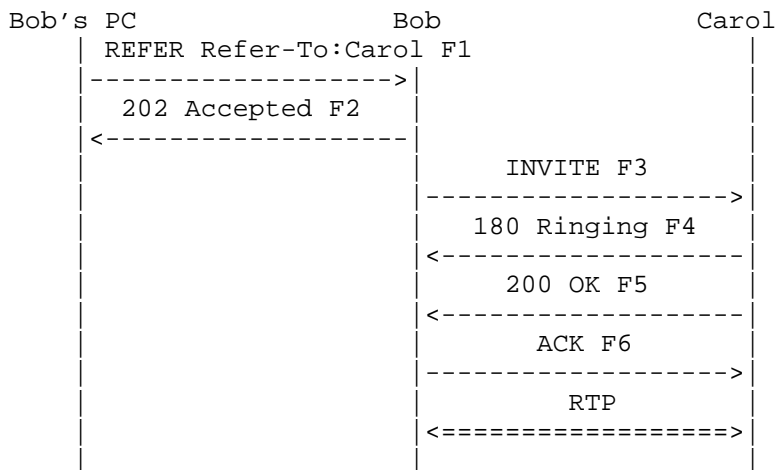 Bob's PC Bob Carol
REFER Refer-To:Carol F1
202 Accepted F2
INVITE F3
180 Ringing F4
200 OK F5
ACK F6
RTP